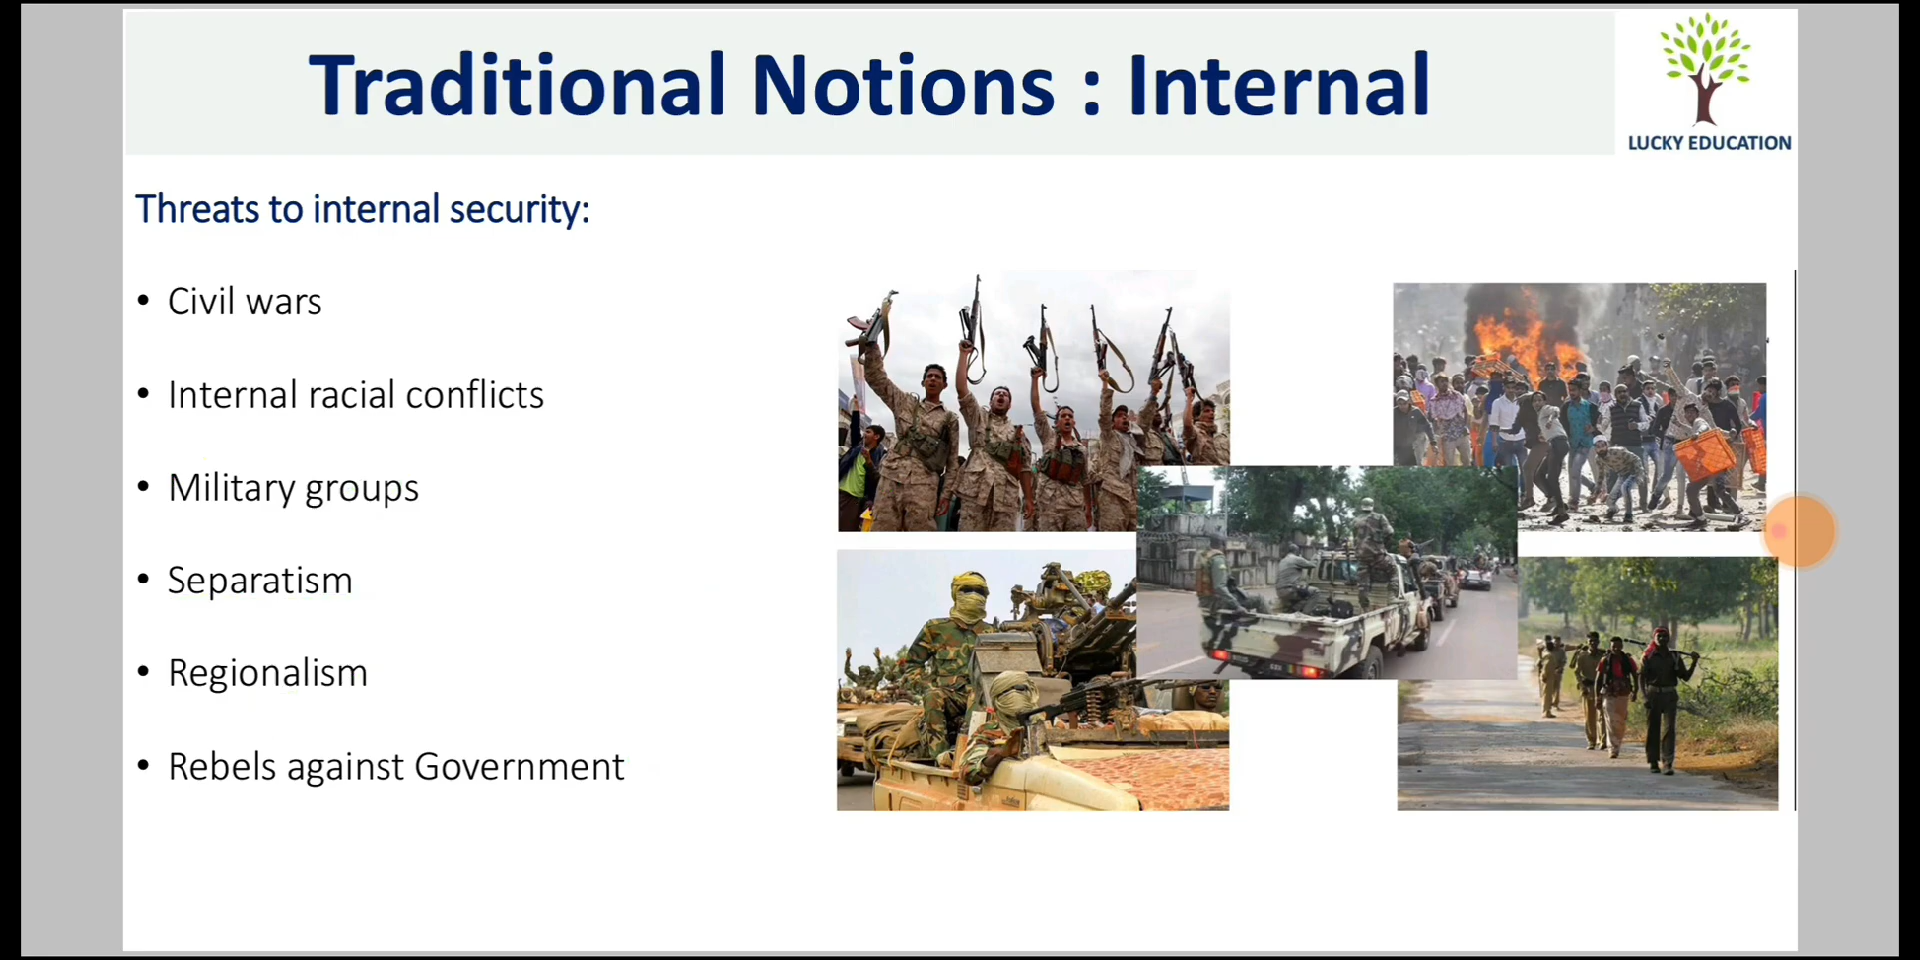 Traditional Notions : Internal
LUCKY EDUCATION
Threats to internal security:
• Civil wars
• Internal racial conflicts
• Military groups
• Separatism
• Regionalism
• Rebels against Government